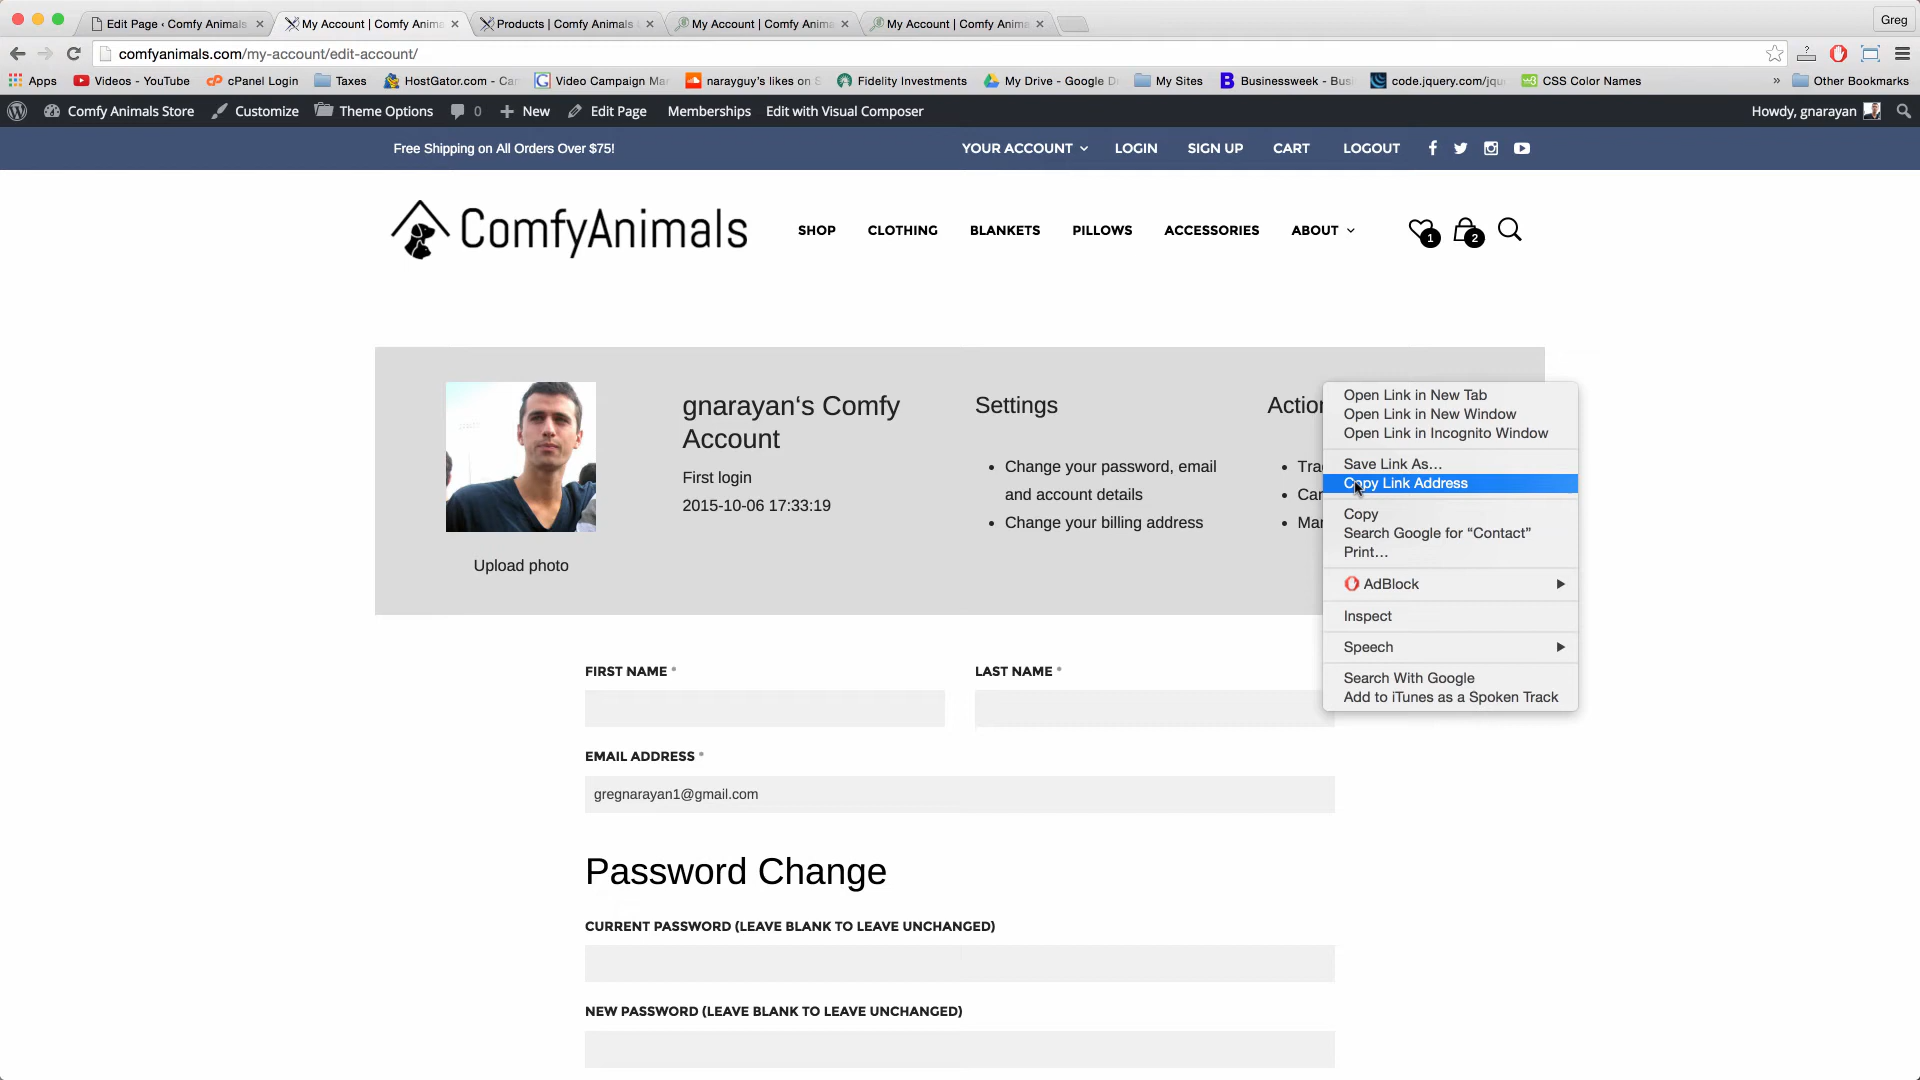 Edit Page ‹ Comfy Animals
My Account | Comfy Anima
Products | Comfy Animals
My Account | Comfy Anima
My Account | Comfy Anima
Greg
comfyanimals.com/my-account/edit-account/
Apps
Videos - YouTube
cPanel Login
Taxes
HostGator.com - Car
Video Campaign Mar
narayguy's likes on S
Fidelity Investments
My Drive - Google D
My Sites
Businessweek - Bus
code.jquery.com/jqu
CSS Color Names
»
Other Bookmarks
Comfy Animals Store
Customize
Theme Options
0
New
Edit Page
Memberships
Edit with Visual Composer
Howdy, gnarayan
Free Shipping on All Orders Over $75!
YOUR ACCOUNT
LOGIN
SIGN UP
CART
LOGOUT
ComfyAnimals
SHOP
CLOTHING
BLANKETS
PILLOWS
ACCESSORIES
ABOUT
1
2
gnarayan‘s Comfy
Account
First login
2015-10-06 17:33:19
Upload photo
Settings
• Change your password, email
and account details
• Change your billing address
Action
• Tra
• Car
• Mar
Open Link in New Tab
Open Link in New Window
Open Link in Incognito Window
Save Link As…
Copy Link Address
Copy
Search Google for “Contact”
Print…
AdBlock
Inspect
Speech
Search With Google
Add to iTunes as a Spoken Track
FIRST NAME *
LAST NAME *
EMAIL ADDRESS *
gregnarayan1@gmail.com
Password Change
CURRENT PASSWORD (LEAVE BLANK TO LEAVE UNCHANGED)
NEW PASSWORD (LEAVE BLANK TO LEAVE UNCHANGED)